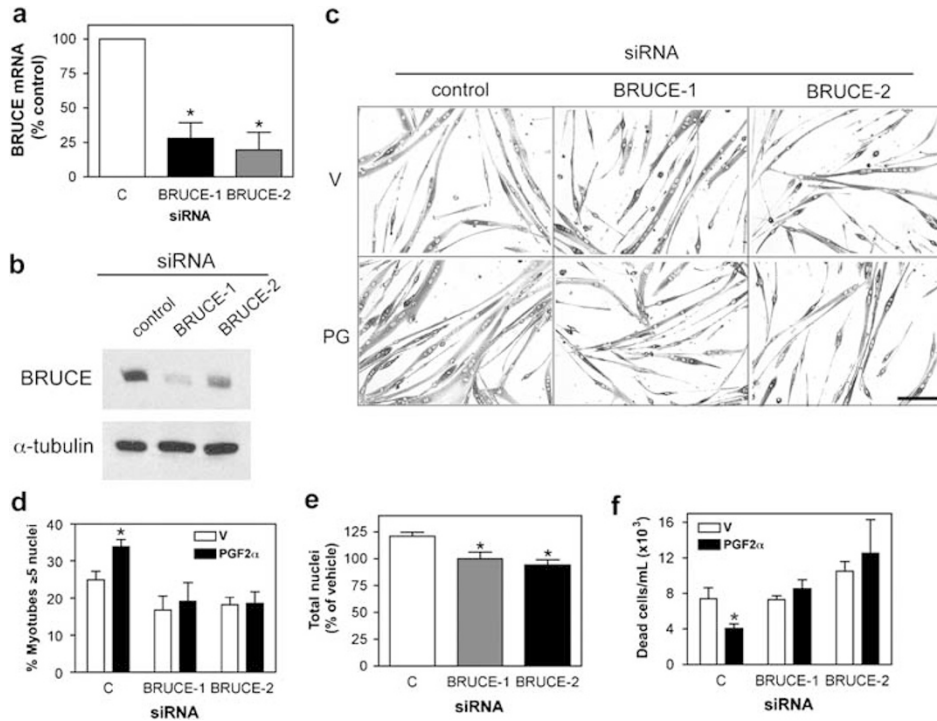 a
BRUCE mRNA
(% control)
100
75
50
25
0
*
*
C
BRUCE-1
BRUCE-2
siRNA
b
siRNA
control
BRUCE-1
BRUCE-2
BRUCE
α-tubulin
c
siRNA
control
BRUCE-1
BRUCE-2
V
PG
d
% Myotubes ≥5 nuclei
40
30
20
10
0
*
V
PGF2α
C
BRUCE-1
BRUCE-2
siRNA
e
Total nuclei
(% of vehicle)
125
100
75
50
25
0
*
*
C
BRUCE-1
BRUCE-2
siRNA
f
Dead cells/mL (x10³)
16
12
8
4
0
V
PGF2α
*
C
BRUCE-1
BRUCE-2
siRNA